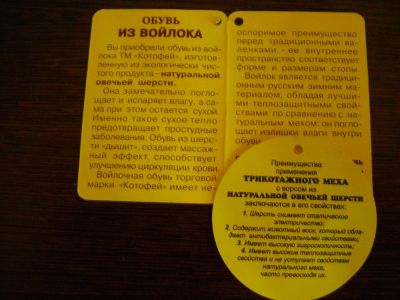 ОБУВЬ
ИЗ ВОЙЛОКА
Вы приобрели обувь из вой-
лока ТМ «Котофей», изготов-
ленную из экологически чис-
того продукта - натуральной
овечьей шерсти.
Она замечательно погло-
щает и испаряет влагу, а са-
ма при этом остается сухой.
Именно такое сухое тепло
предотвращает простудные
заболевания. Обувь из шерс-
ти «дышит», создает массаж-
ный эффект, способствует
улучшению циркуляции крови.
Войлочная обувь торговой
марки «Котофей» имеет не-
оспоримое преимущество
перед традиционными вален-
ками - ее внутреннее
пространство соответствует
форме и размерам стопы.
Войлок является традици-
онным русским зимним ма-
териалом; обладая лучши-
ми теплозащитными свойс-
твами по сравнению с на-
туральным мехом: он погло-
щает излишки влаги внутри
обуви.
Преимущества
применения
ТРИКОТАЖНОГО МЕХА
с ворсом из
НАТУРАЛЬНОЙ ОВЕЧЬЕЙ ШЕРСТИ
заключаются в его свойствах:
1. Шерсть снимает статическое
электричество;
2. Содержит животный воск, который обла-
дает антибактериальными свойствами;
3. Имеет высокую гигроскопичность;
4. Имеет высокие теплозащитные
свойства и не уступает свойствам
натурального меха,
часто превосходя их.